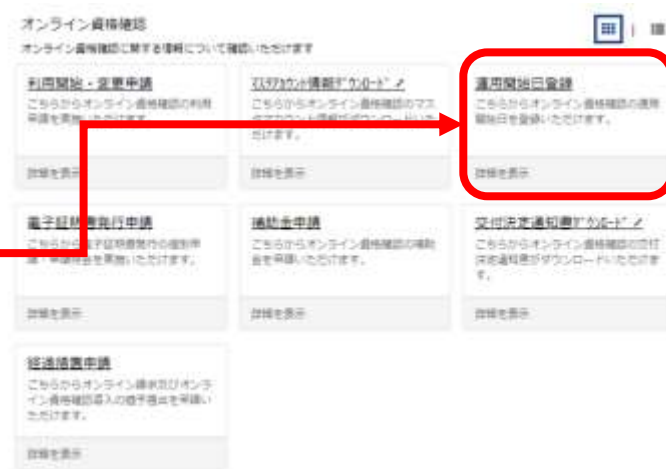 オンライン資格確認
オンライン資格確認に関する情報について確認いただけます
利用開始・変更申請
こちらからオンライン資格確認の利用
申請を実施いただけます。
詳細を表示
ﾏｽﾀｱｶｳﾝﾄ情報ﾀﾞｳﾝﾛｰﾄﾞ
こちらからオンライン資格確認のマス
タアカウント情報がダウンロードいた
だけます。
詳細を表示
運用開始日登録
こちらからオンライン資格確認の運用
開始日を登録いただけます。
詳細を表示
電子証明書発行申請
こちらから電子証明書発行の
を実施いただけます。
詳細を表示
補助金申請
こちらからオンライン資格確認の補助
金を申請いただけます。
詳細を表示
交付決定通知書ﾀﾞｳﾝﾛｰﾄﾞ
こちらからオンライン資格確認の交付
決定通知書がダウンロードいただけま
す。
詳細を表示
経過措置申請
こちらからオンライン請求及びオンラ
イン資格確認導入の猶予届出を申請い
ただけます。
詳細を表示